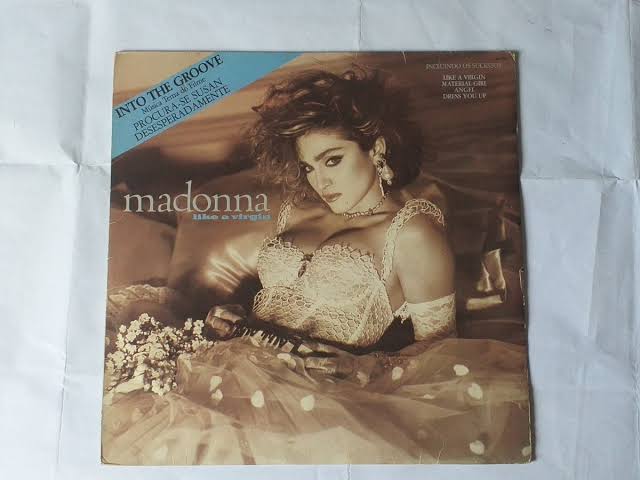 INTO THE GROOVE
Música Tema do Filme
PROCURA-SE SUSAN
DESESPERADAMENTE
INCLUINDO OS SUCESSOS
LIKE A VIRGIN
MATERIAL GIRL
ANGEL
DRESS YOU UP
madonna
like a virgin